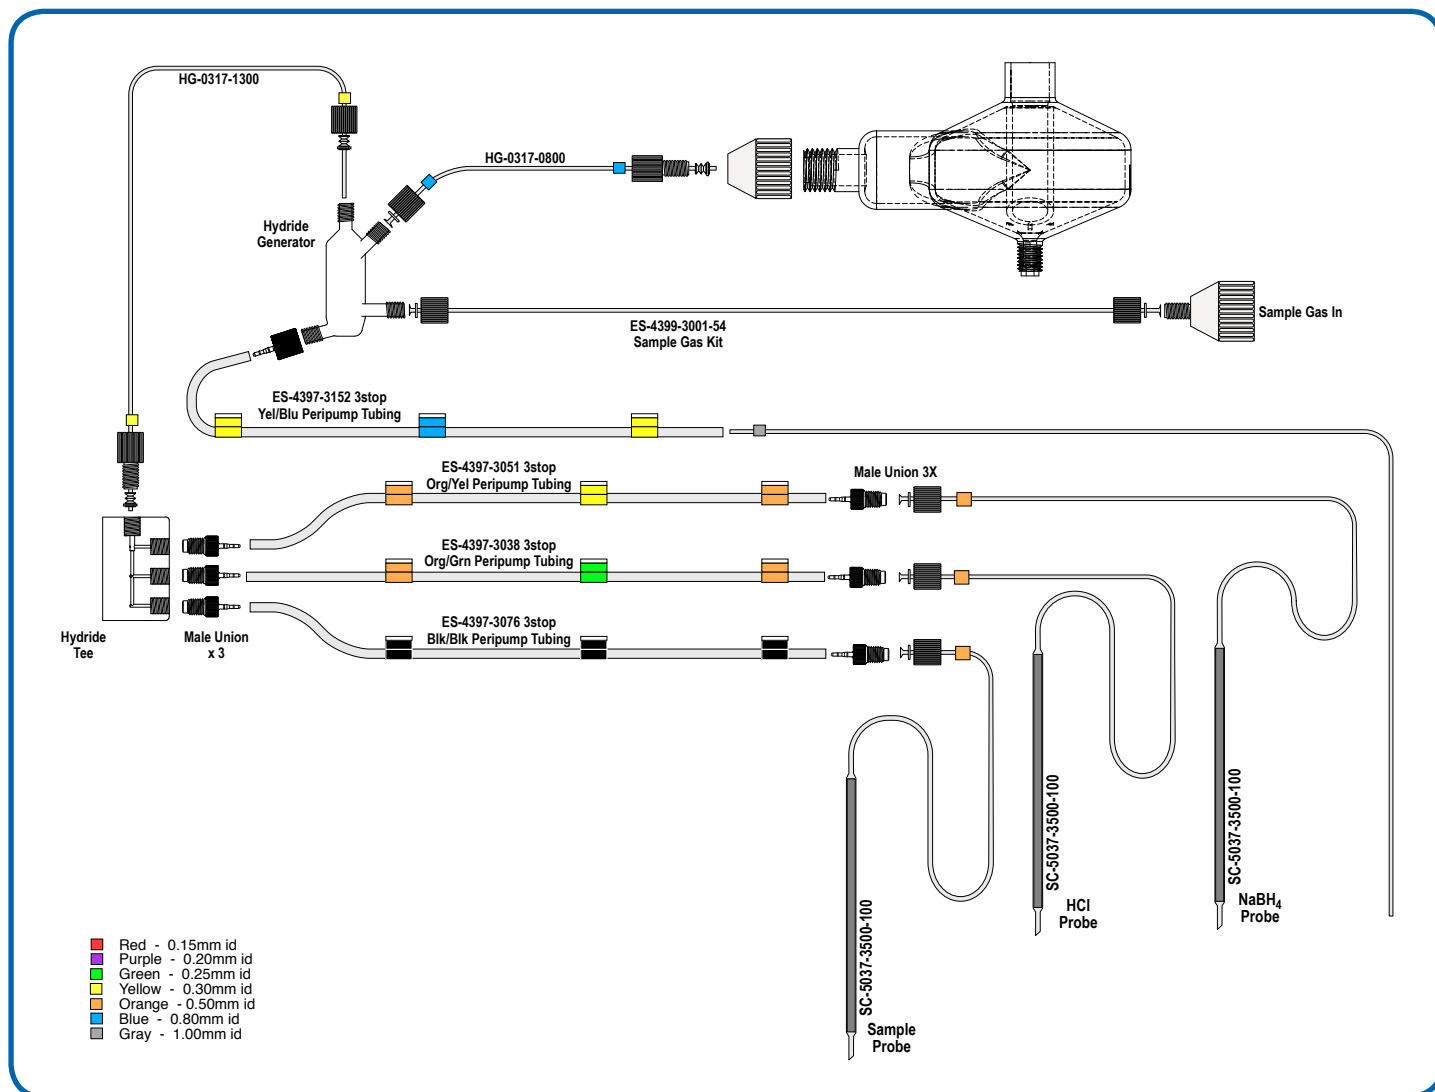 HG-0317-1300
HG-0317-0800
Hydride
Generator
ES-4399-3001-54
Sample Gas Kit
Sample Gas In
ES-4397-3152 3stop
Yel/Blu Peripump Tubing
ES-4397-3051 3stop
Org/Yel Peripump Tubing
Male Union 3X
ES-4397-3038 3stop
Org/Grn Peripump Tubing
ES-4397-3076 3stop
Blk/Blk Peripump Tubing
Hydride
Tee
Male Union
x 3
SC-5037-3500-100
Sample
Probe
SC-5037-3500-100
HCl
Probe
SC-5037-3500-100
NaBH4
Probe
Red - 0.15mm id
Purple - 0.20mm id
Green - 0.25mm id
Yellow - 0.30mm id
Orange - 0.50mm id
Blue - 0.80mm id
Gray - 1.00mm id